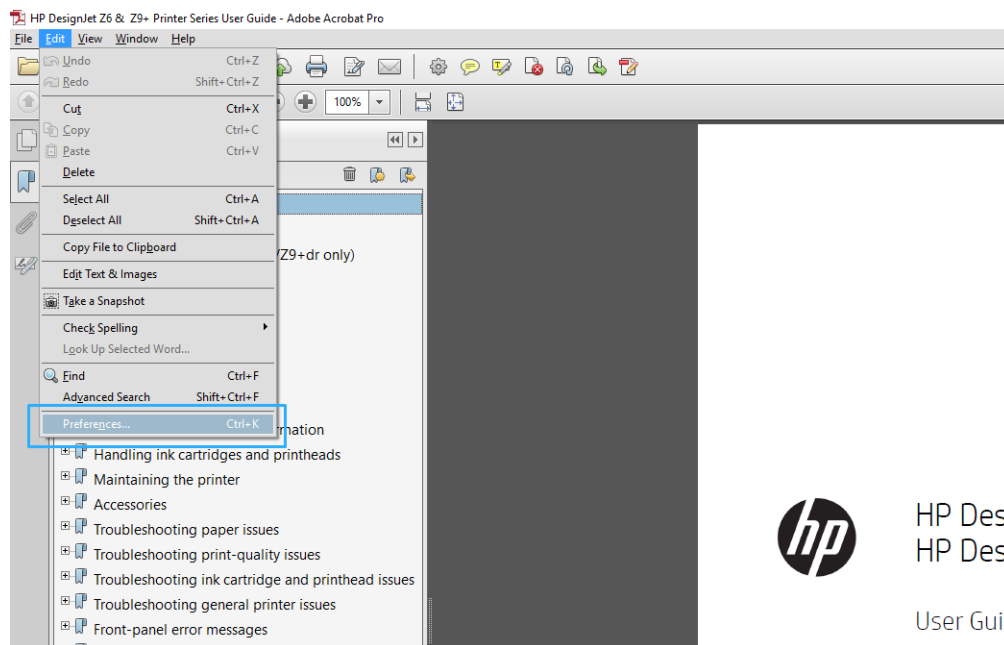 HP DesignJet Z6 & Z9+ Printer Series User Guide - Adobe Acrobat Pro
File Edit View Window Help
Undo Ctrl+Z
Redo Shift+Ctrl+Z
100%
Cut Ctrl+X
Copy Ctrl+C
Paste Ctrl+V
Delete
Select All Ctrl+A
Deselect All Shift+Ctrl+A
Copy File to Clipboard
/Z9+dr only)
Edit Text & Images
Take a Snapshot
Check Spelling
Look Up Selected Word...
Find Ctrl+F
Advanced Search Shift+Ctrl+F
Preferences... Ctrl+K
rmation
Handling ink cartridges and printheads
Maintaining the printer
Accessories
Troubleshooting paper issues
Troubleshooting print-quality issues
Troubleshooting ink cartridge and printhead issues
Troubleshooting general printer issues
Front-panel error messages
hp
HP Des
HP Des
User Gui